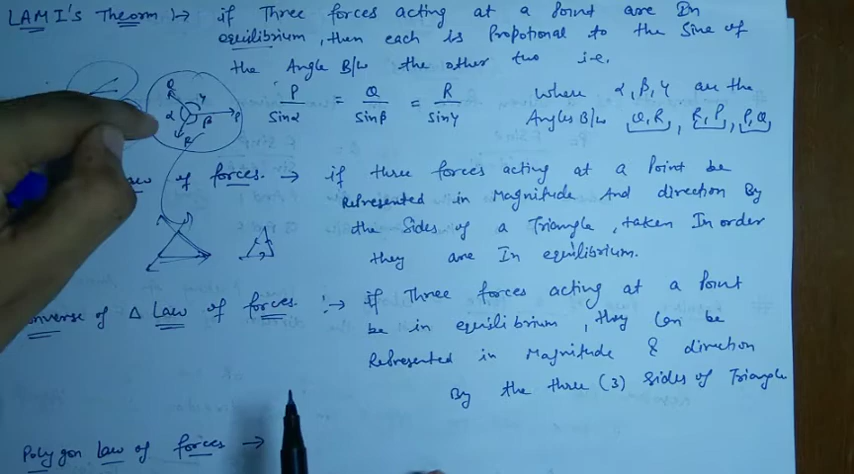 LAMI's Theorem :→ if Three forces acting at a Point are In
equilibrium, then each is Propotional to the Sine of
the Angle B/w the other two i.e.
P/sinα = Q/sinβ = R/sinγ where α, β, γ are the
Angles B/w Q,R, R,P, P,Q
Q γ α β P R
law of forces. → if three forces acting at a Point be
Represented in Magnitude And direction By
the Sides of a Triangle, taken In order
they are In equilibrium.
Converse of Δ Law of forces. :→ if Three forces acting at a Point
be in equilibrium, they Can be
Represented in Magnitude & direction
By the three (3) sides of Triangle
Polygon law of forces →